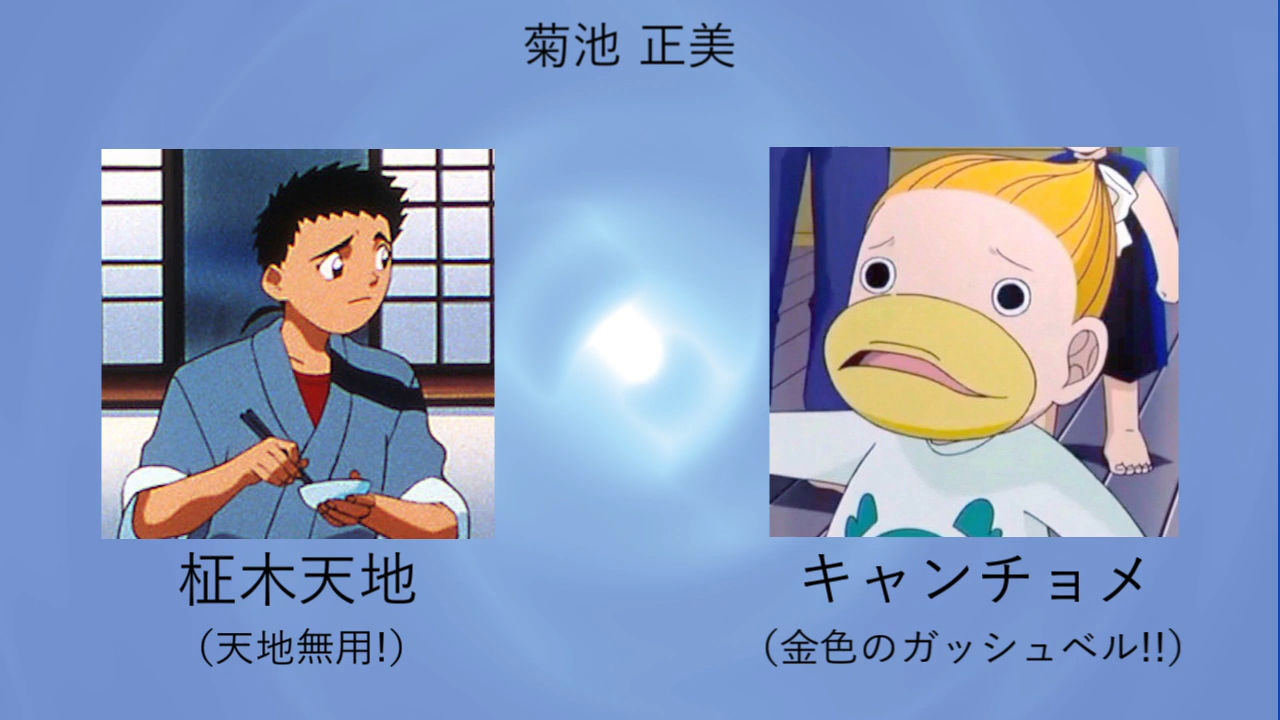 菊池 正美
柾木天地
(天地無用!)
キャンチョメ
(金色のガッシュベル!!)